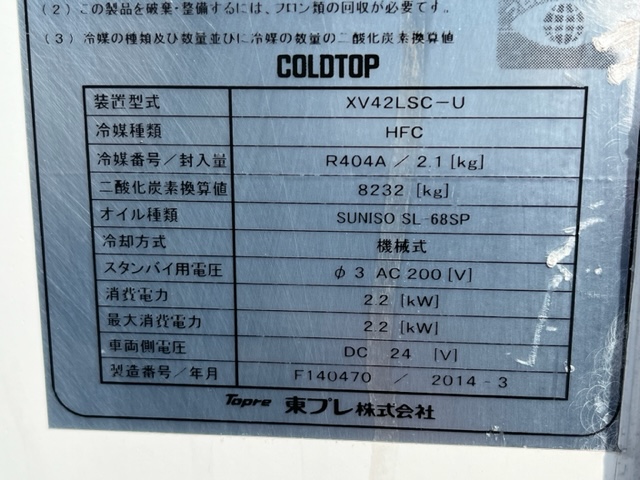 (2) この製品を破棄・整備するには、フロン類の回収が必要です。
(3) 冷媒の種類及び数量並びに冷媒の数量の二酸化炭素換算値
COLDTOP
装置型式 XV42LSC-U
冷媒種類 HFC
冷媒番号/封入量 R404A / 2.1 [kg]
二酸化炭素換算値 8232 [kg]
オイル種類 SUNISO SL-68SP
冷却方式 機械式
スタンバイ用電圧 φ3 AC 200 [V]
消費電力 2.2 [kW]
最大消費電力 2.2 [kW]
車両側電圧 DC 24 [V]
製造番号/年月 F140470 / 2014-3
Topre 東プレ株式会社